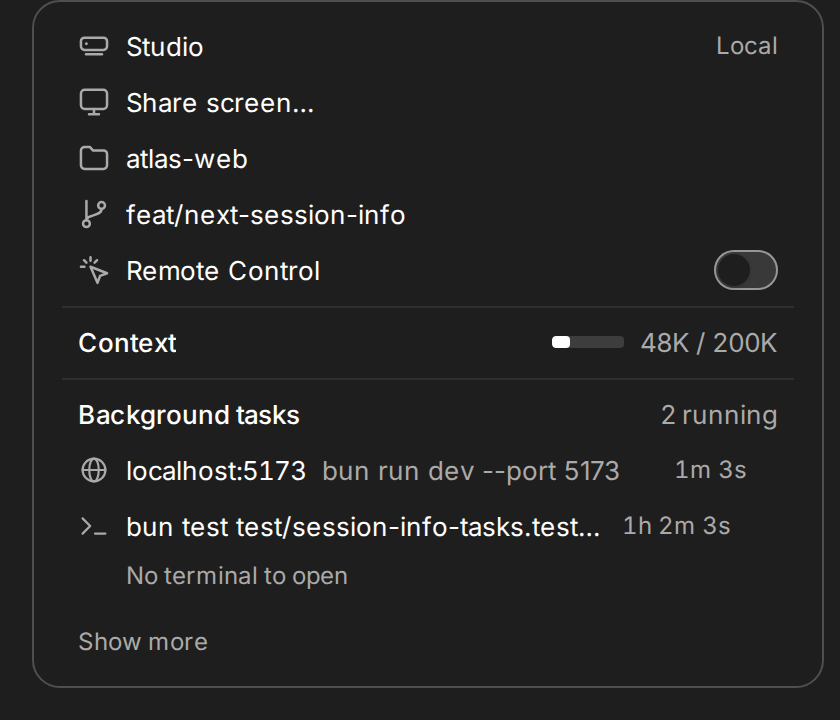 Studio Local
Share screen...
atlas-web
feat/next-session-info
Remote Control
Context 48K / 200K
Background tasks 2 running
localhost:5173 bun run dev --port 5173 1m 3s
bun test test/session-info-tasks.test... 1h 2m 3s
No terminal to open
Show more